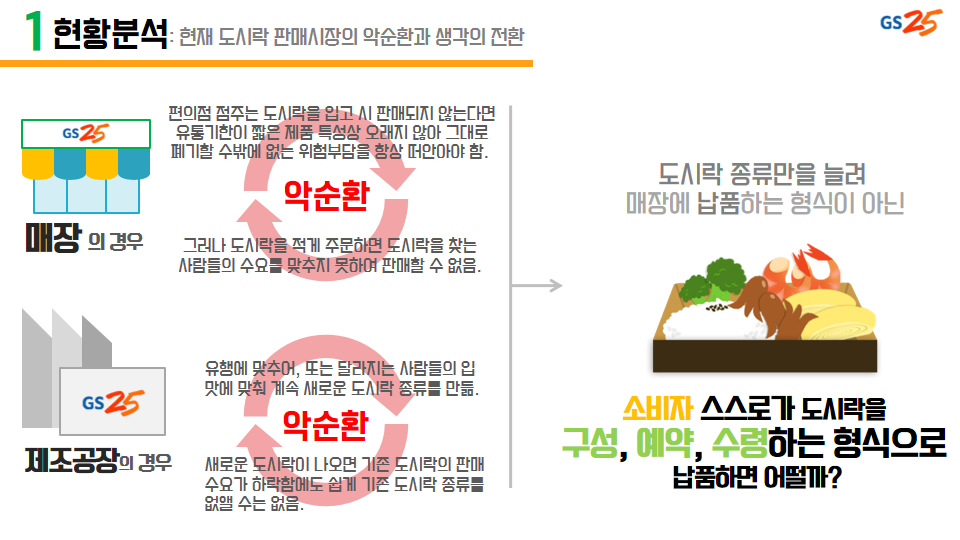 1 현황분석: 현재 도시락 판매시장의 악순환과 생각의 전환
GS25
편의점 점주는 도시락을 입고 시 판매되지 않는다면
유통기한이 짧은 제품 특성상 오래지 않아 그대로
폐기할 수밖에 없는 위험부담을 항상 떠안아야 함.
GS25
악순환
매장 의 경우
그러나 도시락을 적게 주문하면 도시락을 찾는
사람들의 수요를 맞추지 못하여 판매할 수 없음.
유행에 맞추어, 또는 달라지는 사람들의 입
맛에 맞춰 계속 새로운 도시락 종류를 만듦.
GS25
악순환
제조공장의 경우
새로운 도시락이 나오면 기존 도시락의 판매
수요가 하락함에도 쉽게 기존 도시락 종류를
없앨 수는 없음.
도시락 종류만을 늘려
매장에 납품하는 형식이 아닌
소비자 스스로가 도시락을
구성, 예약, 수령하는 형식으로
납품하면 어떨까?